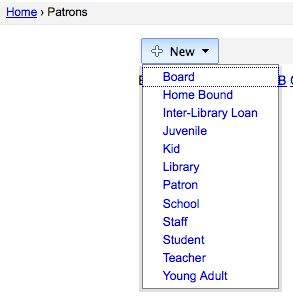 Home › Patrons
New
Board
Home Bound
Inter-Library Loan
Juvenile
Kid
Library
Patron
School
Staff
Student
Teacher
Young Adult